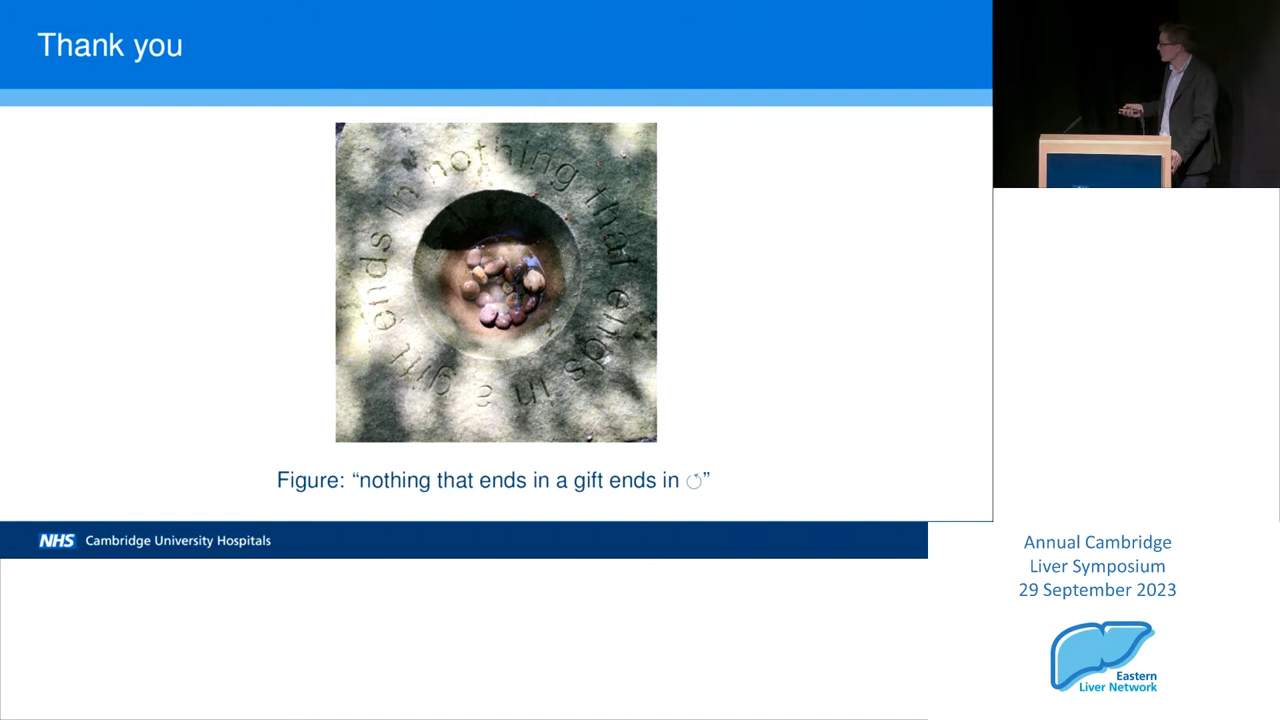 Thank you
nothing that ends in a gift ends in
Figure: “nothing that ends in a gift ends in ↺”
NHS Cambridge University Hospitals
Annual Cambridge
Liver Symposium
29 September 2023
Eastern
Liver Network